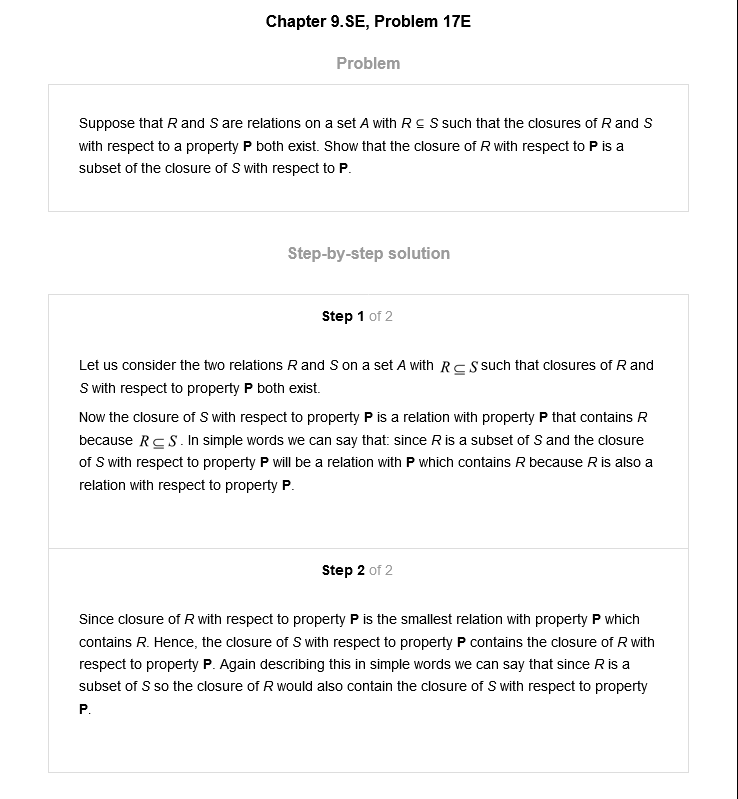 Chapter 9.SE, Problem 17E
Problem
Suppose that R and S are relations on a set A with R ⊆ S such that the closures of R and S
with respect to a property P both exist. Show that the closure of R with respect to P is a
subset of the closure of S with respect to P.
Step-by-step solution
Step 1 of 2
Let us consider the two relations R and S on a set A with R ⊆ S such that closures of R and
S with respect to property P both exist.
Now the closure of S with respect to property P is a relation with property P that contains R
because R ⊆ S. In simple words we can say that: since R is a subset of S and the closure
of S with respect to property P will be a relation with P which contains R because R is also a
relation with respect to property P.
Step 2 of 2
Since closure of R with respect to property P is the smallest relation with property P which
contains R. Hence, the closure of S with respect to property P contains the closure of R with
respect to property P. Again describing this in simple words we can say that since R is a
subset of S so the closure of R would also contain the closure of S with respect to property
P.